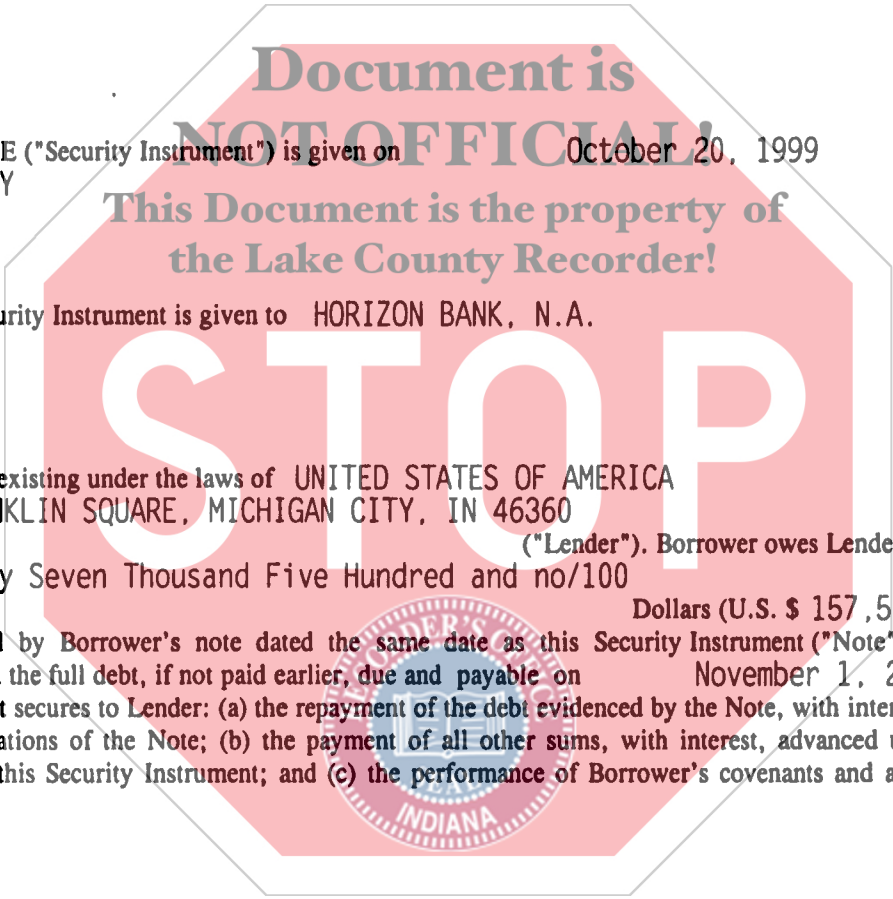 Document is
NOT OFFICIAL!
E ("Security Instrument") is given on October 20, 1999
Y
This Document is the property of
the Lake County Recorder!
urity Instrument is given to HORIZON BANK, N.A.
STOP
existing under the laws of UNITED STATES OF AMERICA
KLIN SQUARE, MICHIGAN CITY, IN 46360
("Lender"). Borrower owes Lende
y Seven Thousand Five Hundred and no/100
Dollars (U.S. $ 157,5
l by Borrower's note dated the same date as this Security Instrument ("Note"
the full debt, if not paid earlier, due and payable on November 1, 2
t secures to Lender: (a) the repayment of the debt evidenced by the Note, with inter
ations of the Note; (b) the payment of all other sums, with interest, advanced u
this Security Instrument; and (c) the performance of Borrower's covenants and a
RECORDER'S OFFICE
SEAL
INDIANA